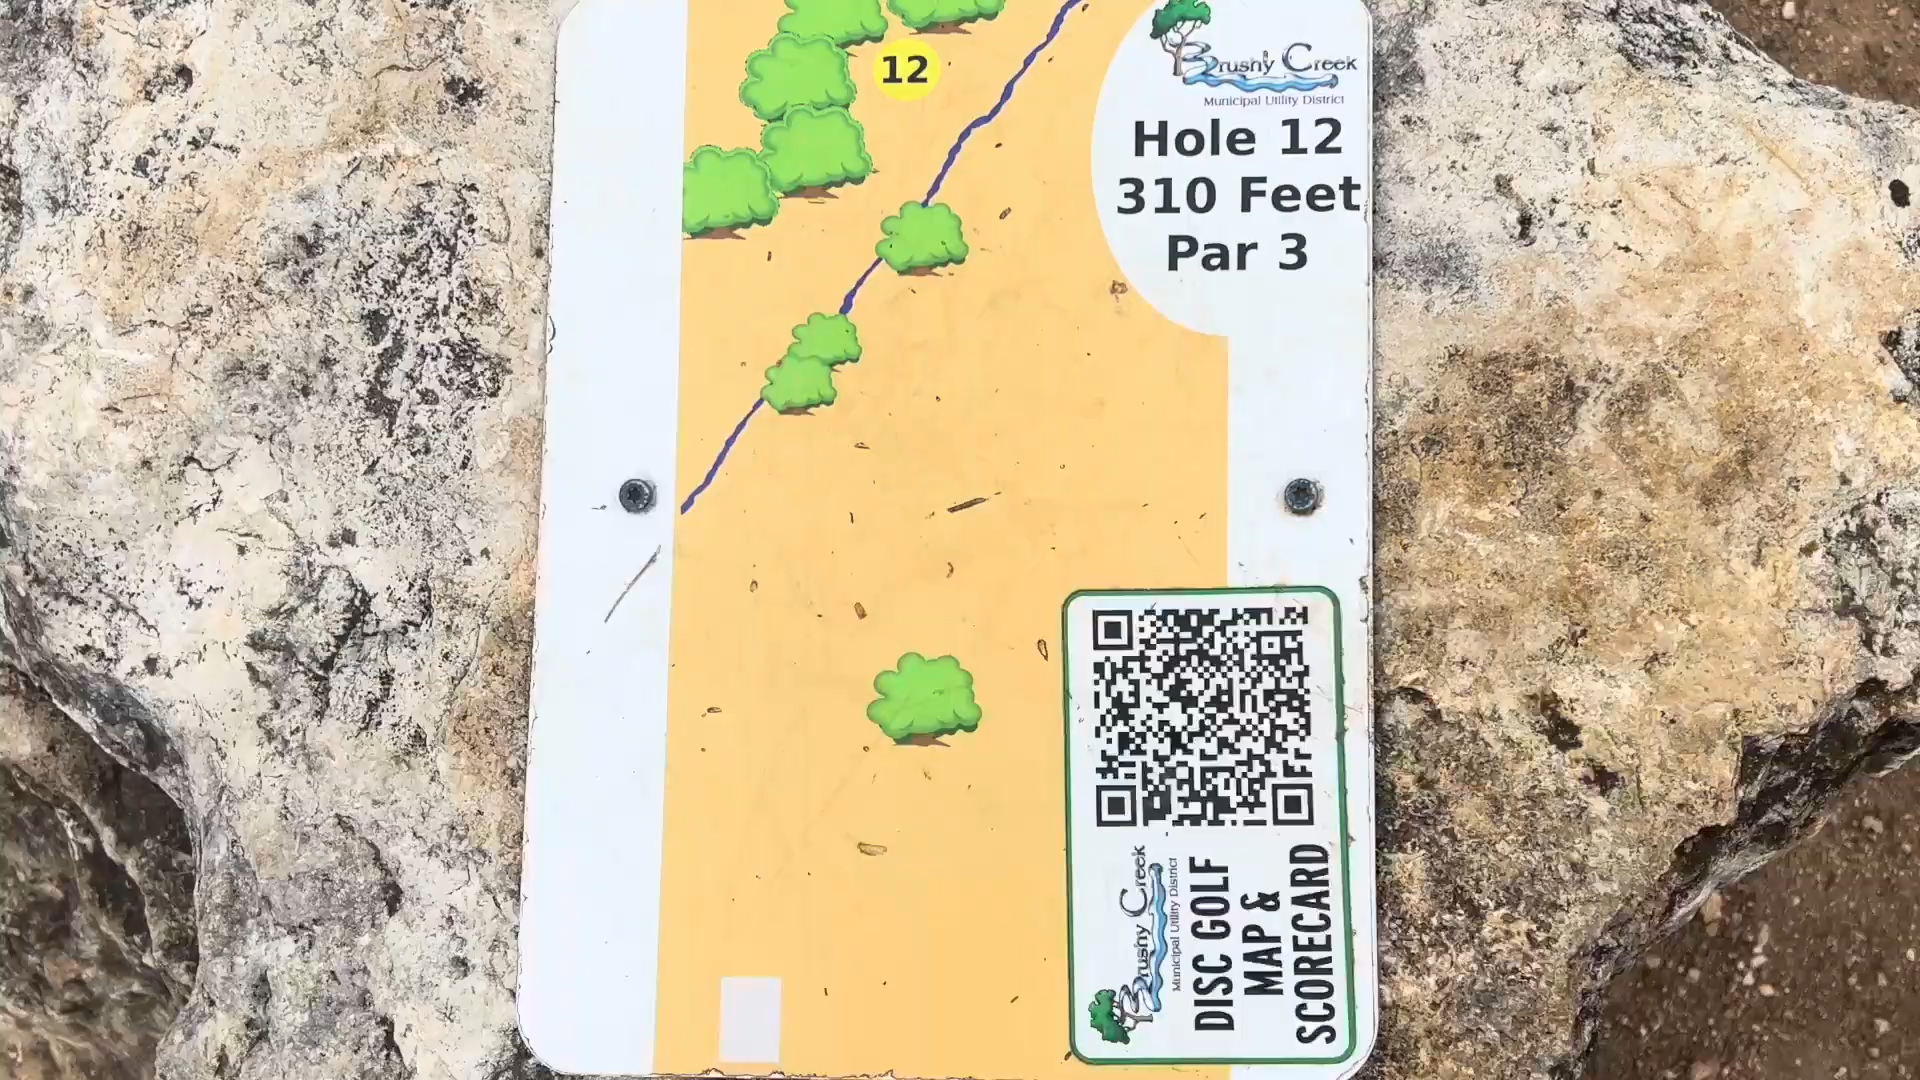 12
Brushy Creek
Municipal Utility District
Hole 12
310 Feet
Par 3
Brushy Creek
Municipal Utility District
DISC GOLF
MAP &
SCORECARD